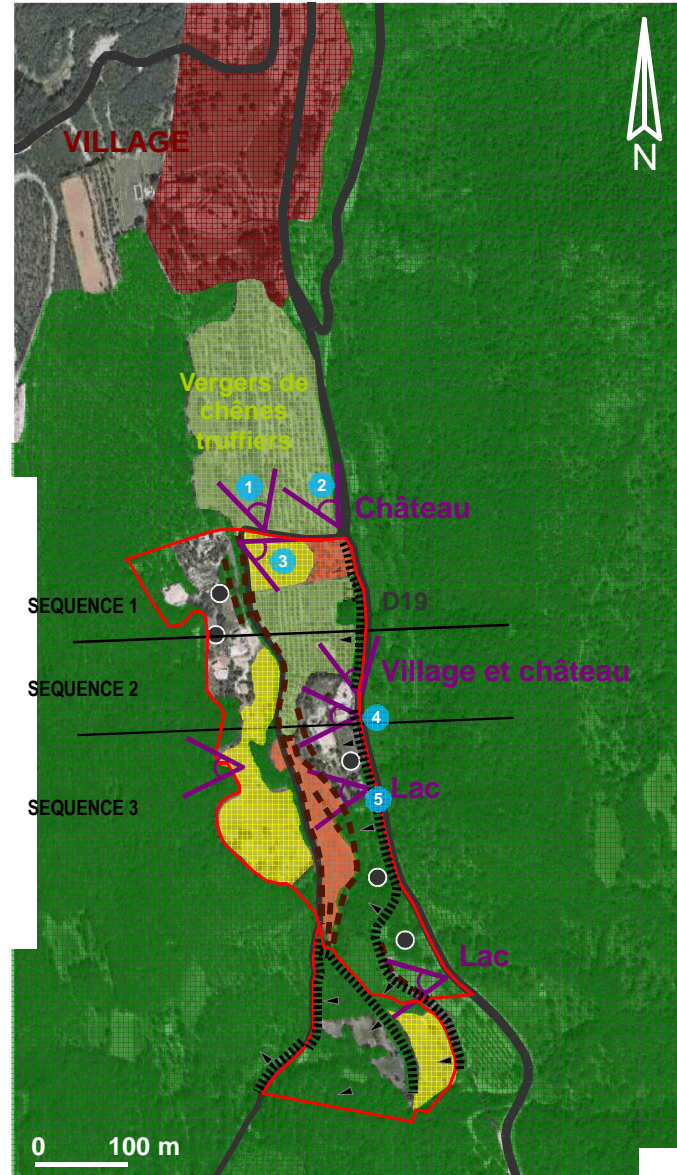 N
VILLAGE
Vergers de
chênes
truffiers
1
2
Château
3
SEQUENCE 1
D19
SEQUENCE 2
Village et château
4
Lac
5
SEQUENCE 3
Lac
0 100 m